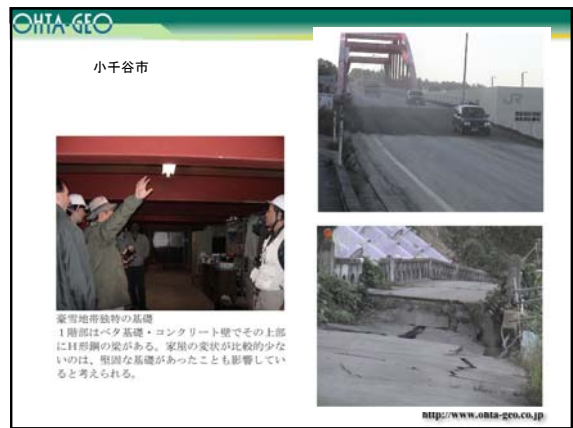 OHTA-GEO
小千谷市
JR
豪雪地帯独特の基礎
1階部はベタ基礎・コンクリート壁でその上部
にH形鋼の梁がある。家屋の変状が比較的少な
いのは、堅固な基礎があったことも影響してい
ると考えられる。
http://www.ohta-geo.co.jp